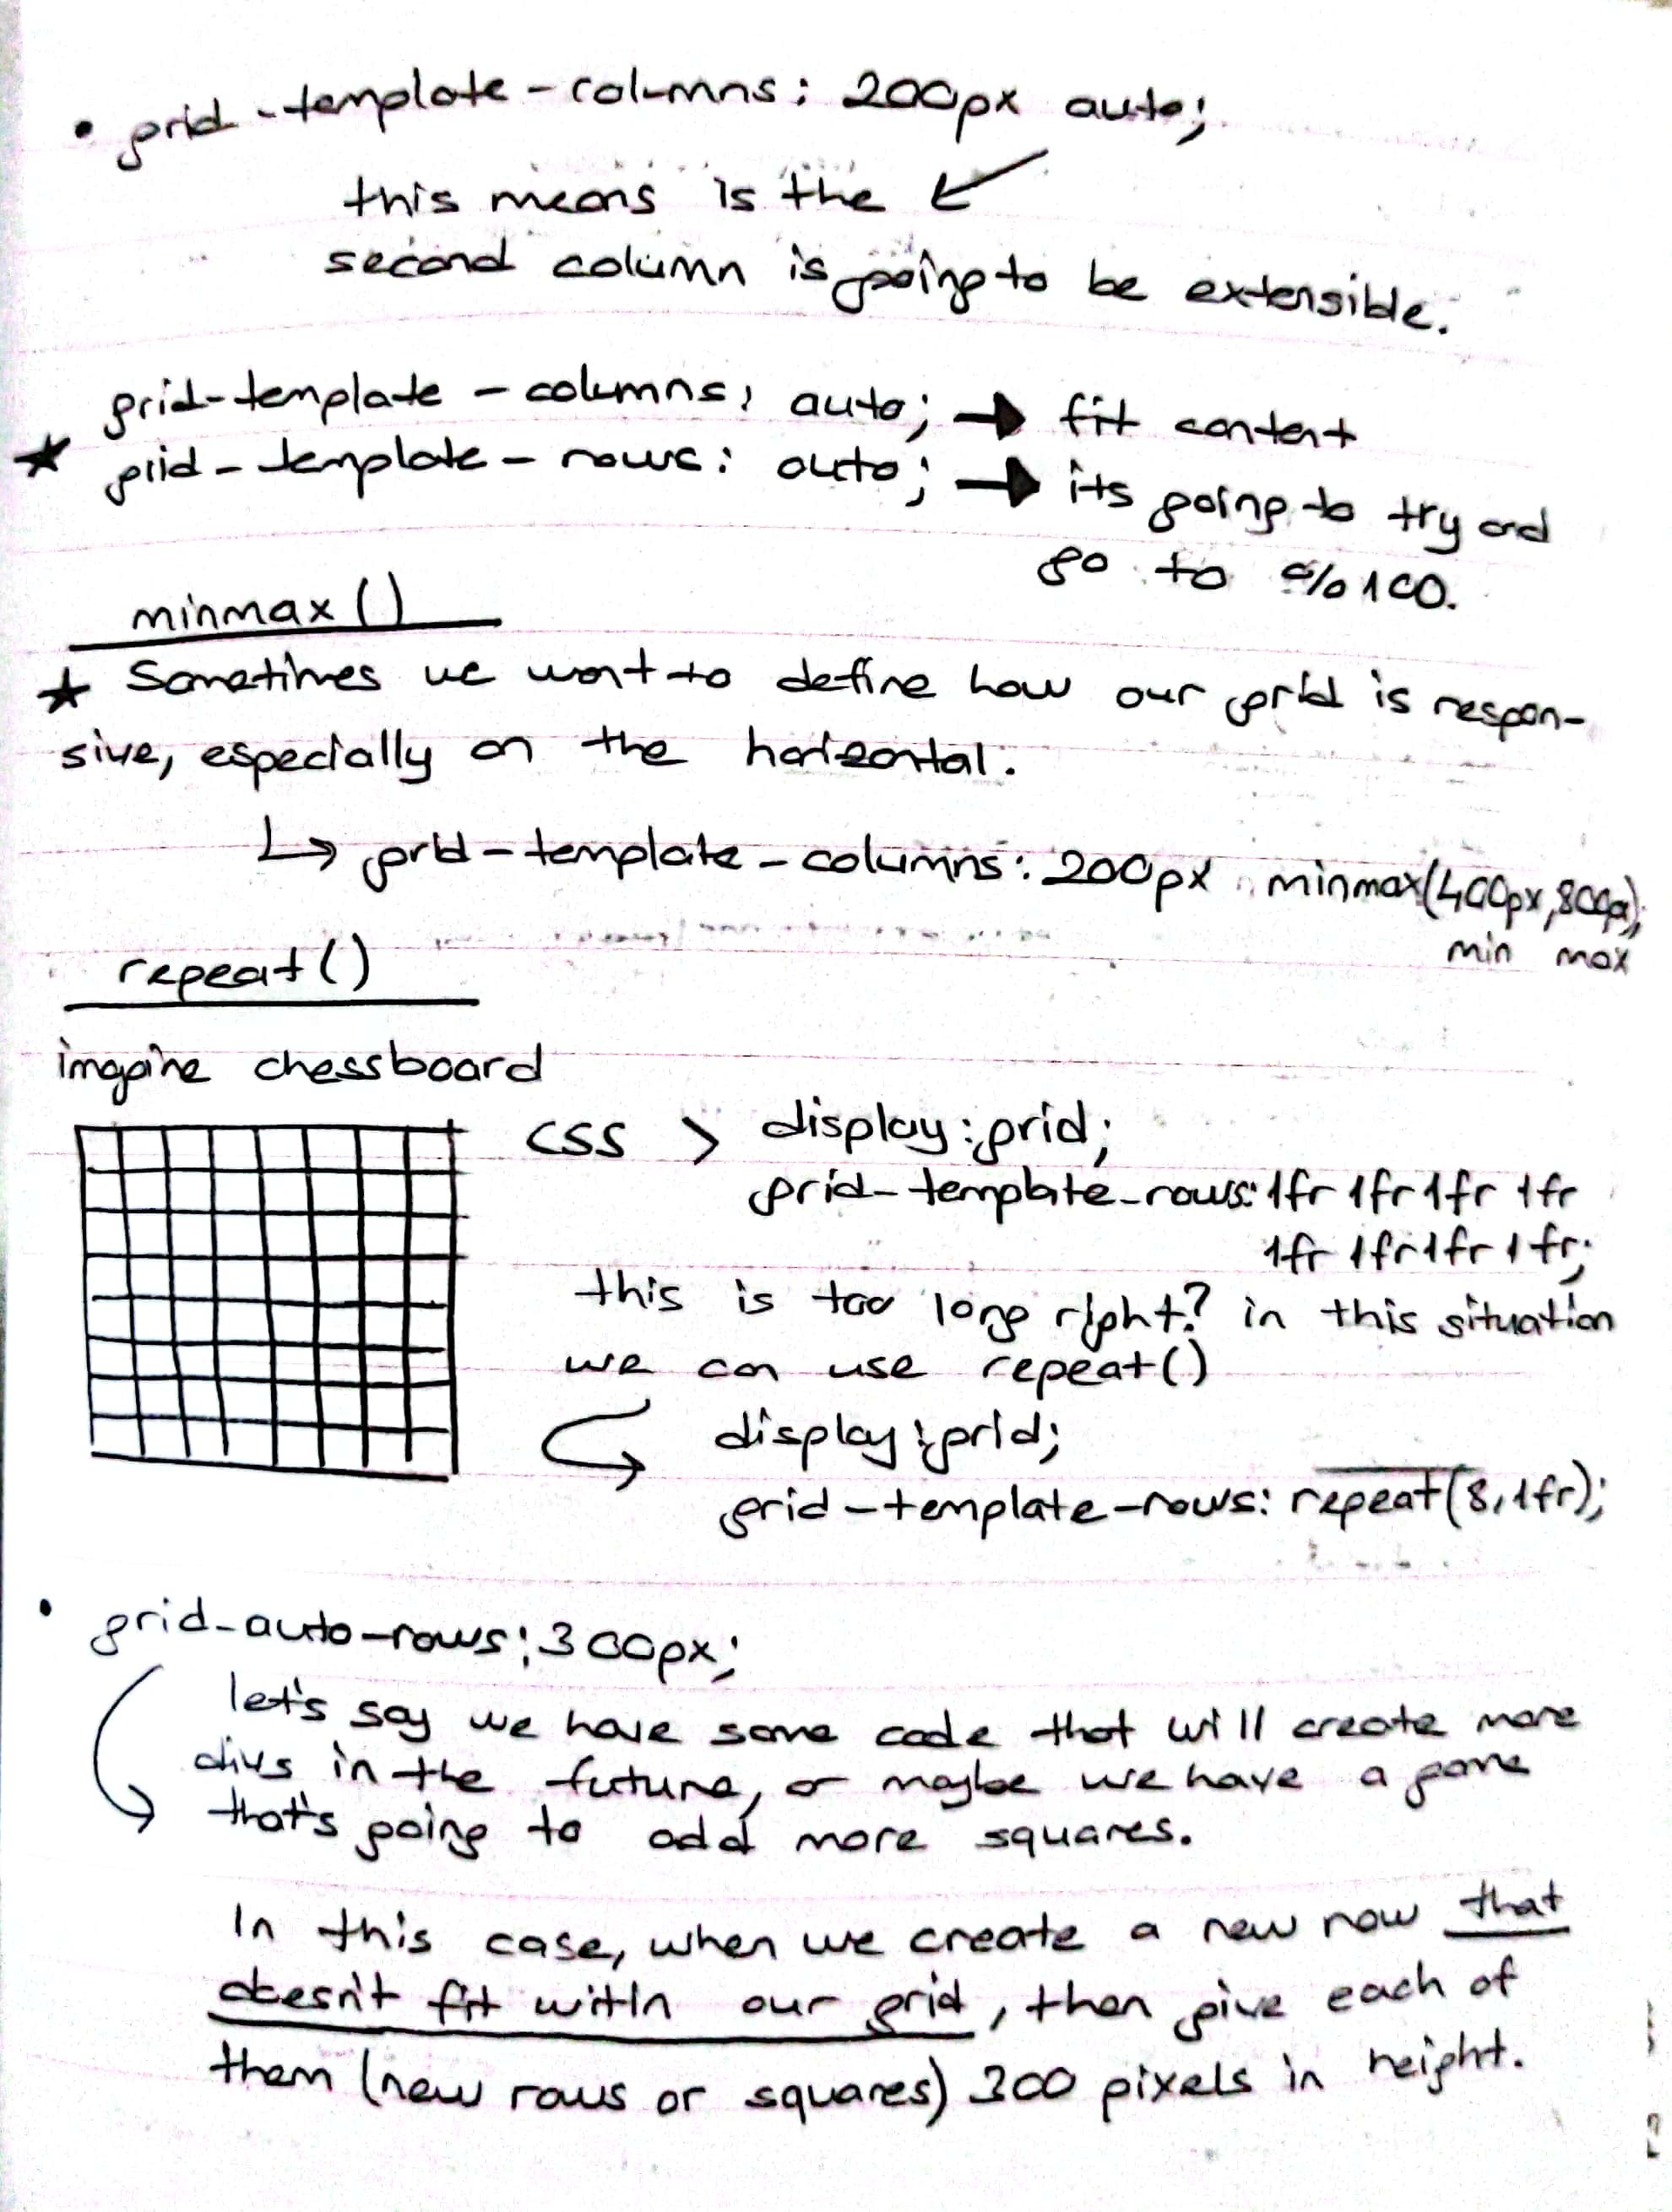 • grid-template-columns: 200px auto;
this means is the ↙
second column is going to be extensible.
grid-template-columns: auto; → fit content
★ grid-template-rows: auto; → its going to try and
go to %100.
minmax()
★ Sometimes we want to define how our grid is respon-
sive, especially on the horizontal.
↳ grid-template-columns: 200px minmax(400px,800px);
min max
repeat()
imagine chessboard
CSS > display:grid;
grid-template-rows: 1fr 1fr 1fr 1fr
1fr 1fr 1fr 1fr;
this is too long right? in this situation
we can use repeat()
display:grid;
grid-template-rows: repeat(8,1fr);
• grid-auto-rows:300px;
let's say we have some code that will create more
divs in the future, or maybe we have a game
that's going to add more squares.
In this case, when we create a new row that
doesn't fit within our grid, then give each of
them (new rows or squares) 300 pixels in height.